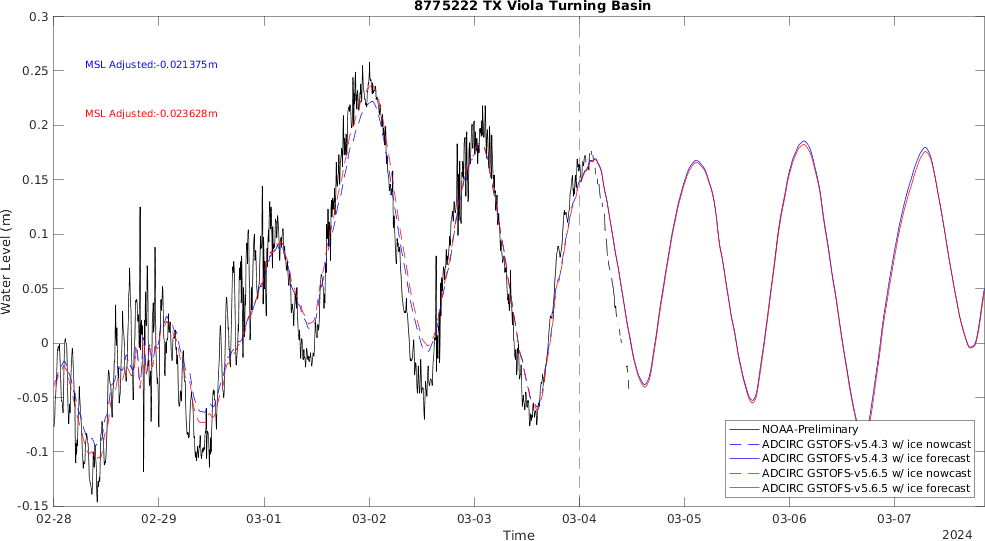 8775222 TX Viola Turning Basin
0.3
MSL Adjusted:-0.021375m
0.25
MSL Adjusted:-0.023628m
0.2
0.15
0.1
0.05
0
-0.05
-0.1
-0.15
Water Level (m)
NOAA-Preliminary
ADCIRC GSTOFS-v5.4.3 w/ ice nowcast
ADCIRC GSTOFS-v5.4.3 w/ ice forecast
ADCIRC GSTOFS-v5.6.5 w/ ice nowcast
ADCIRC GSTOFS-v5.6.5 w/ ice forecast
02-28 02-29 03-01 03-02 03-03 03-04 03-05 03-06 03-07
Time
2024